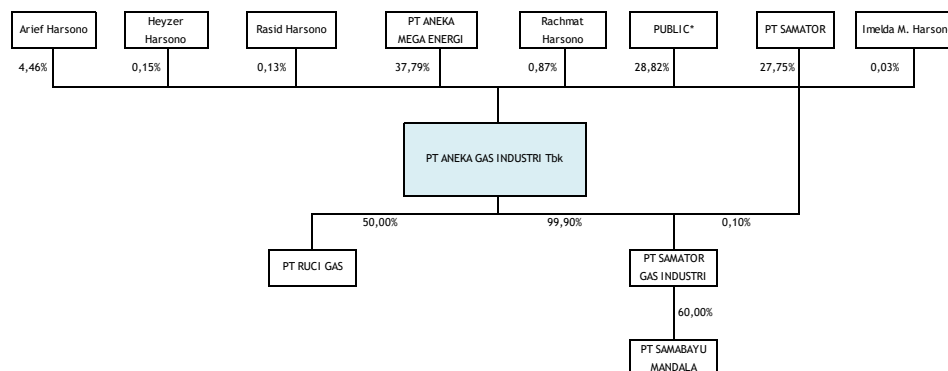 Arief Harsono
Heyzer
Harsono
Rasid Harsono
PT ANEKA
MEGA ENERGI
Rachmat
Harsono
PUBLIC*
PT SAMATOR
Imelda M. Harson
4,46%
0,15%
0,13%
37,79%
0,87%
28,82%
27,75%
0,03%
PT ANEKA GAS INDUSTRI Tbk
50,00%
99,90%
0,10%
PT RUCI GAS
PT SAMATOR
GAS INDUSTRI
60,00%
PT SAMABAYU
MANDALA